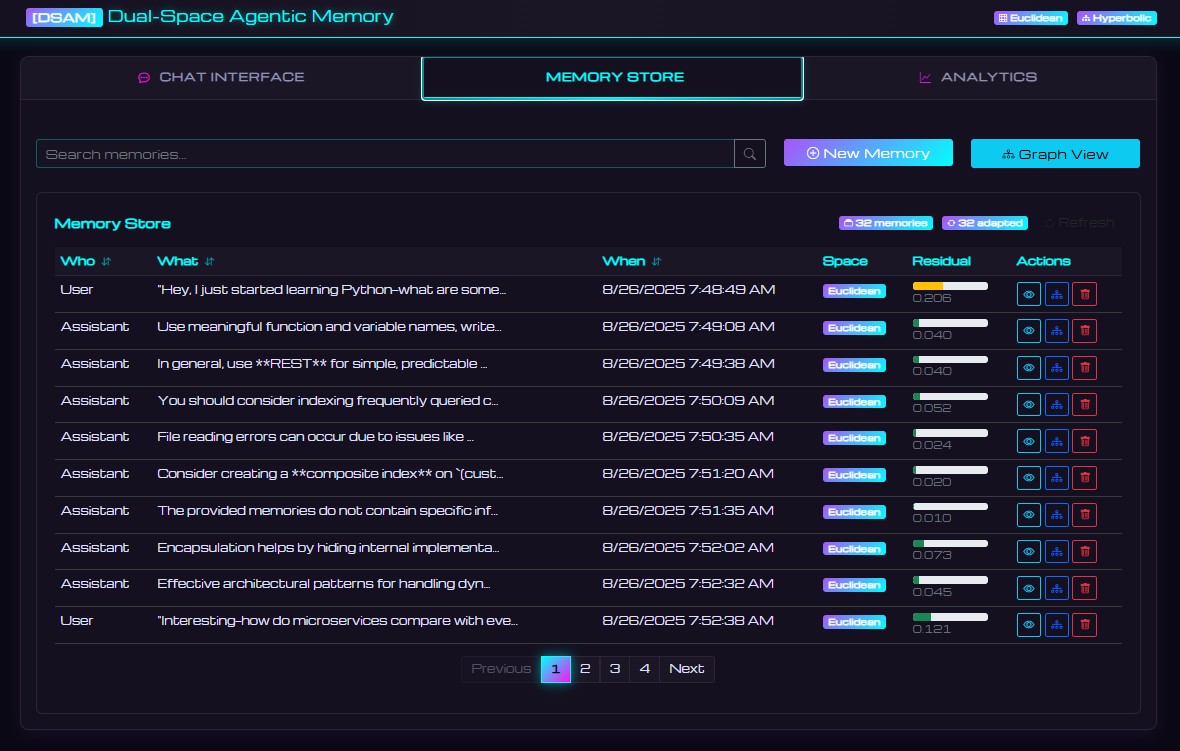 [DSAM] Dual-Space Agentic Memory Euclidean Hyperbolic
CHAT INTERFACE MEMORY STORE ANALYTICS
Search memories... New Memory Graph View
Memory Store 32 memories 32 adapted Refresh
Who What When Space Residual Actions
User "Hey, I just started learning Python-what are some... 8/26/2025 7:48:49 AM Euclidean 0.206
Assistant Use meaningful function and variable names, write... 8/26/2025 7:49:08 AM Euclidean 0.040
Assistant In general, use **REST** for simple, predictable ... 8/26/2025 7:49:38 AM Euclidean 0.040
Assistant You should consider indexing frequently queried c... 8/26/2025 7:50:09 AM Euclidean 0.052
Assistant File reading errors can occur due to issues like ... 8/26/2025 7:50:35 AM Euclidean 0.024
Assistant Consider creating a **composite index** on `(cust... 8/26/2025 7:51:20 AM Euclidean 0.020
Assistant The provided memories do not contain specific inf... 8/26/2025 7:51:35 AM Euclidean 0.010
Assistant Encapsulation helps by hiding internal implementa... 8/26/2025 7:52:02 AM Euclidean 0.073
Assistant Effective architectural patterns for handling dyn... 8/26/2025 7:52:32 AM Euclidean 0.045
User "Interesting-how do microservices compare with eve... 8/26/2025 7:52:38 AM Euclidean 0.121
Previous 1 2 3 4 Next